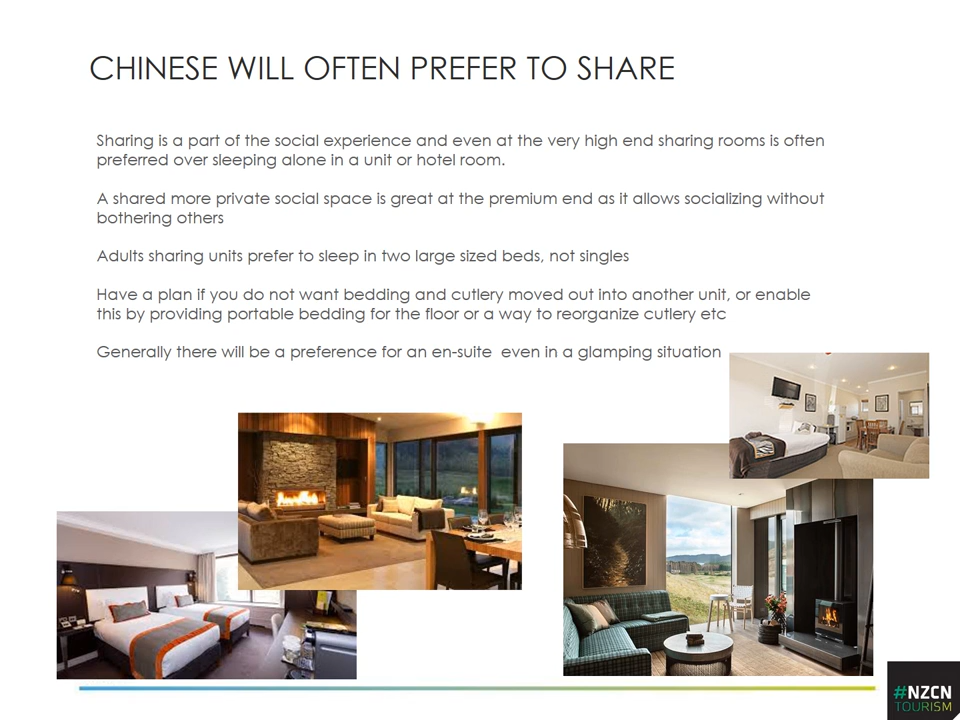 CHINESE WILL OFTEN PREFER TO SHARE
Sharing is a part of the social experience and even at the very high end sharing rooms is often
preferred over sleeping alone in a unit or hotel room.
A shared more private social space is great at the premium end as it allows socializing without
bothering others
Adults sharing units prefer to sleep in two large sized beds, not singles
Have a plan if you do not want bedding and cutlery moved out into another unit, or enable
this by providing portable bedding for the floor or a way to reorganize cutlery etc
Generally there will be a preference for an en-suite  even in a glamping situation
#NZCN
TOURISM